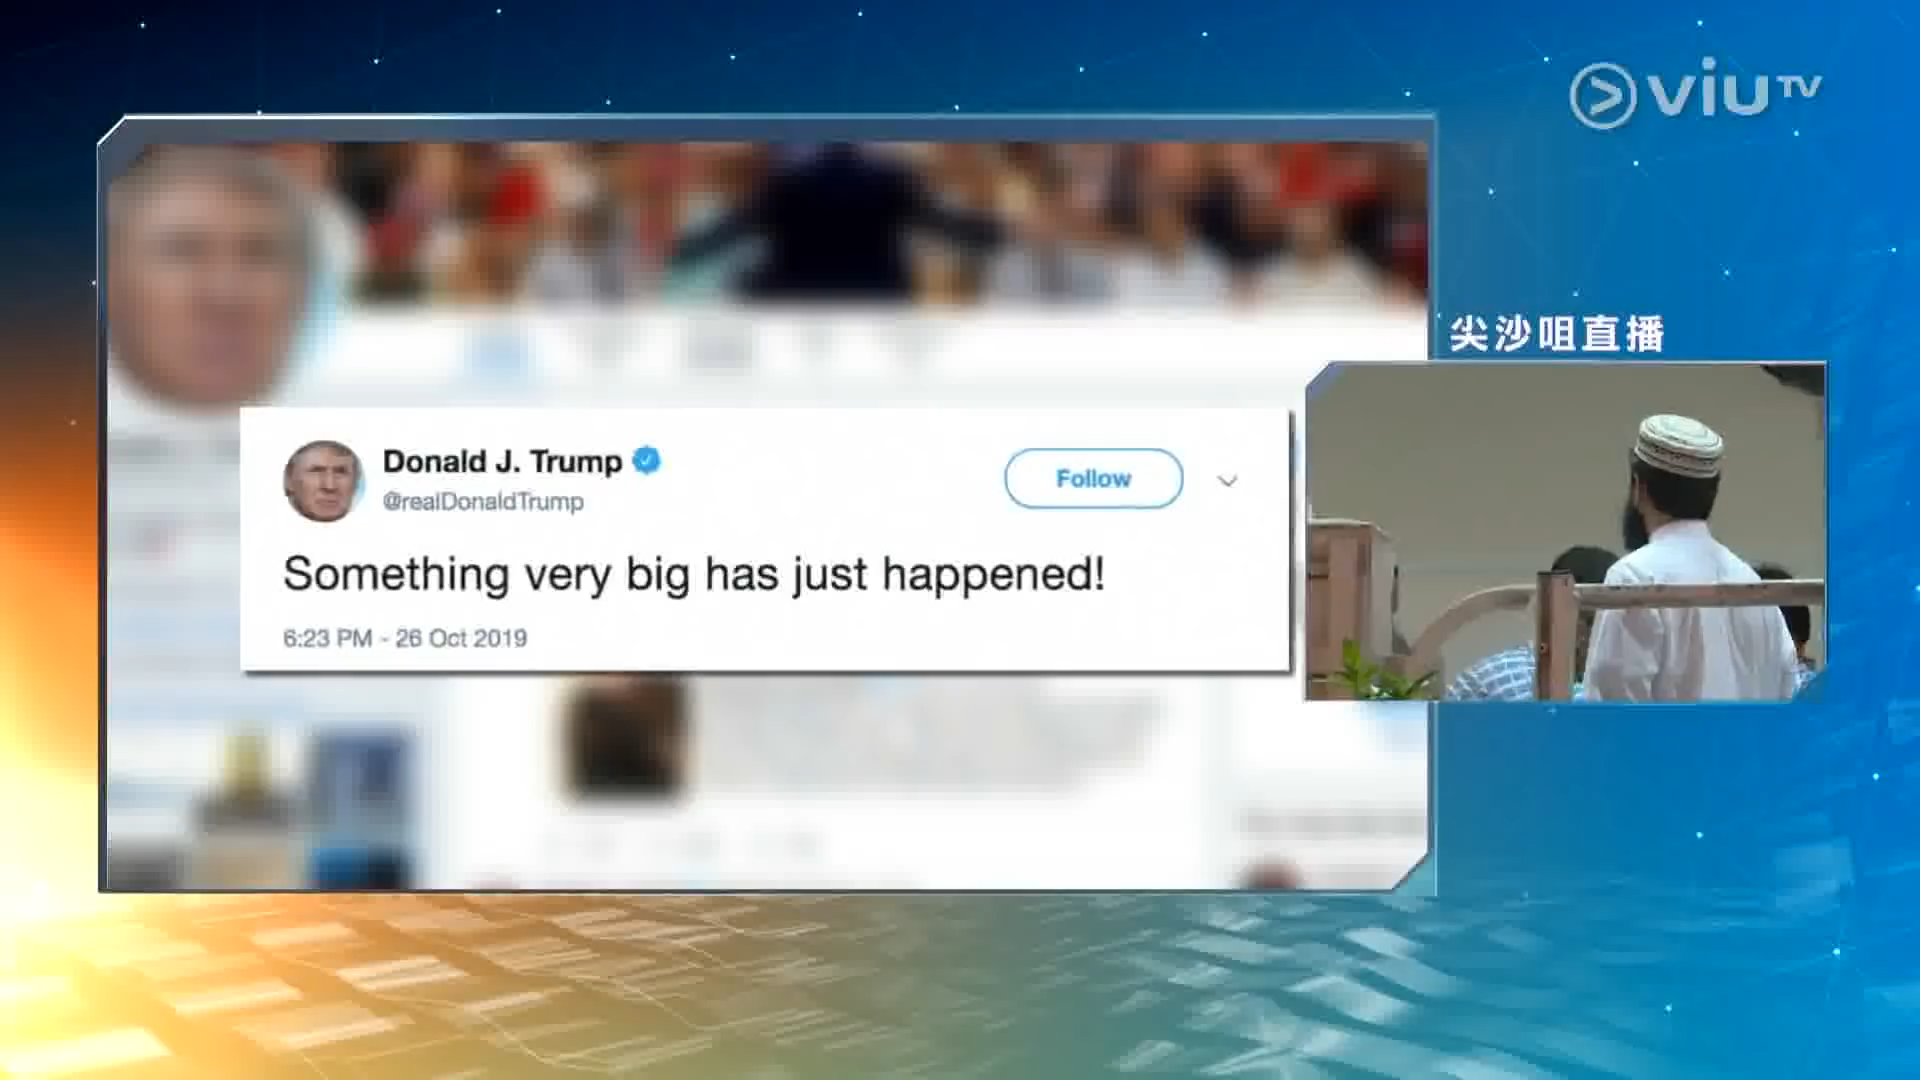 viuTV
尖沙咀直播
Donald J. Trump
@realDonaldTrump
Follow
Something very big has just happened!
6:23 PM - 26 Oct 2019